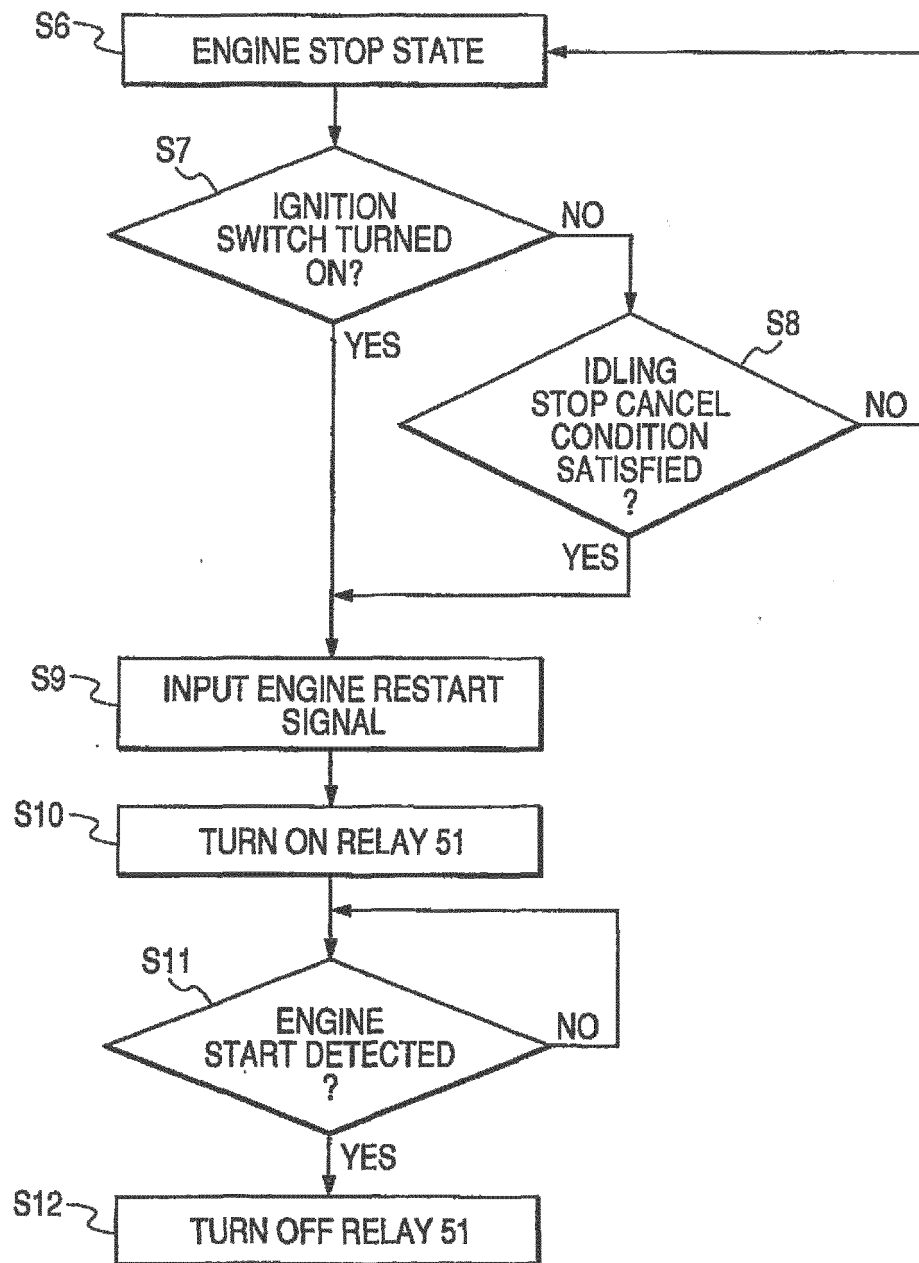 S6
ENGINE STOP STATE
S7
IGNITION
SWITCH TURNED
ON?
NO
YES
S8
IDLING
STOP CANCEL
CONDITION
SATISFIED
?
NO
YES
S9
INPUT ENGINE RESTART
SIGNAL
S10
TURN ON RELAY 51
S11
ENGINE
START DETECTED
?
NO
YES
S12
TURN OFF RELAY 51